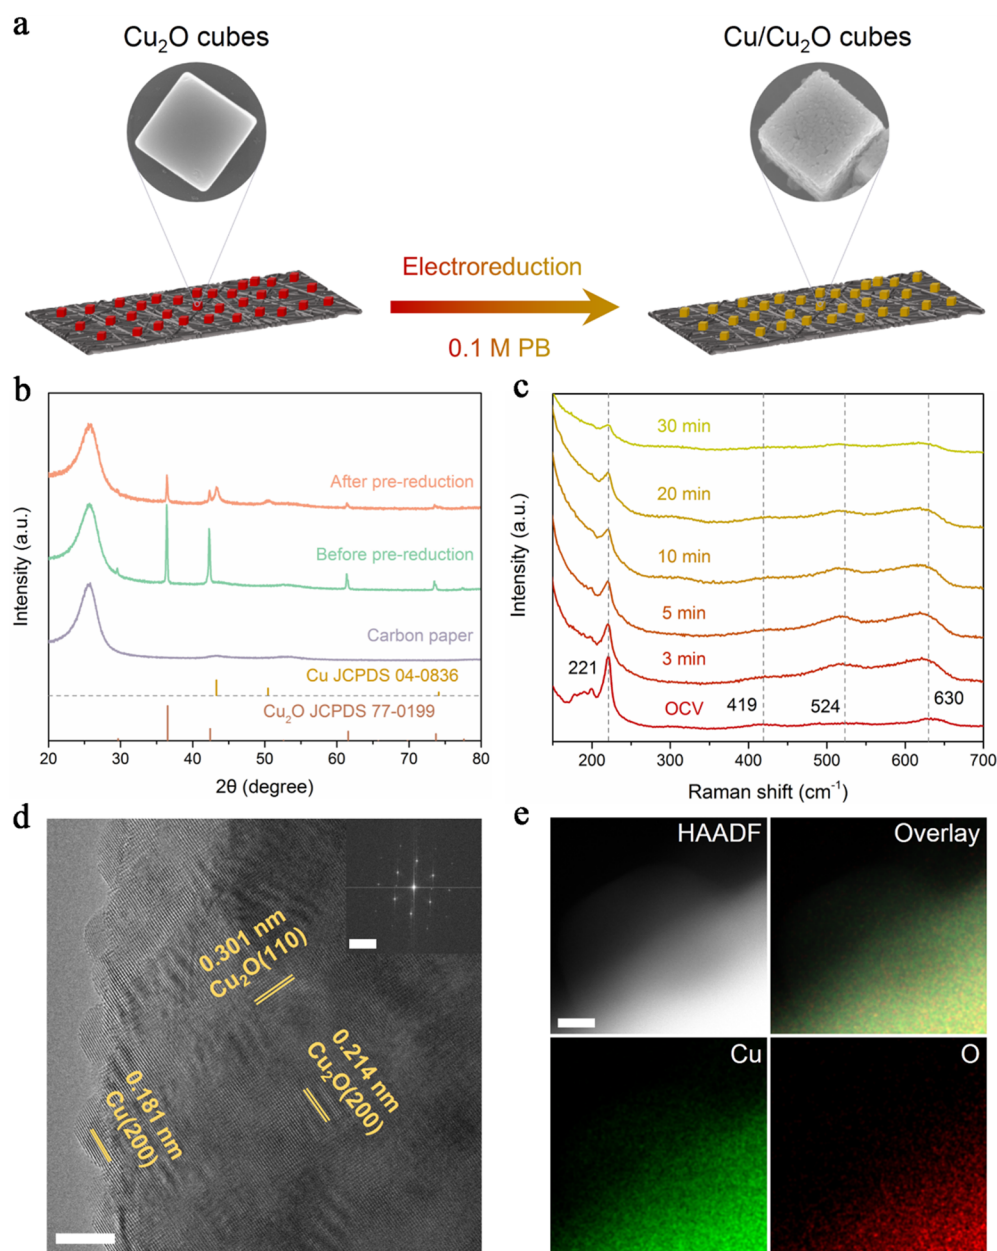 a
Cu₂O cubes
Cu/Cu₂O cubes
Electroreduction
0.1 M PB
b
After pre-reduction
Before pre-reduction
Carbon paper
Cu JCPDS 04-0836
Cu₂O JCPDS 77-0199
20 30 40 50 60 70 80
2θ (degree)
Intensity (a.u.)
c
30 min
20 min
10 min
5 min
3 min
OCV
221
419
524
630
200 300 400 500 600 700
Raman shift (cm⁻¹)
Intensity (a.u.)
d
0.301 nm
Cu₂O(110)
0.214 nm
Cu₂O(200)
0.181 nm
Cu(200)
e
HAADF
Overlay
Cu
O